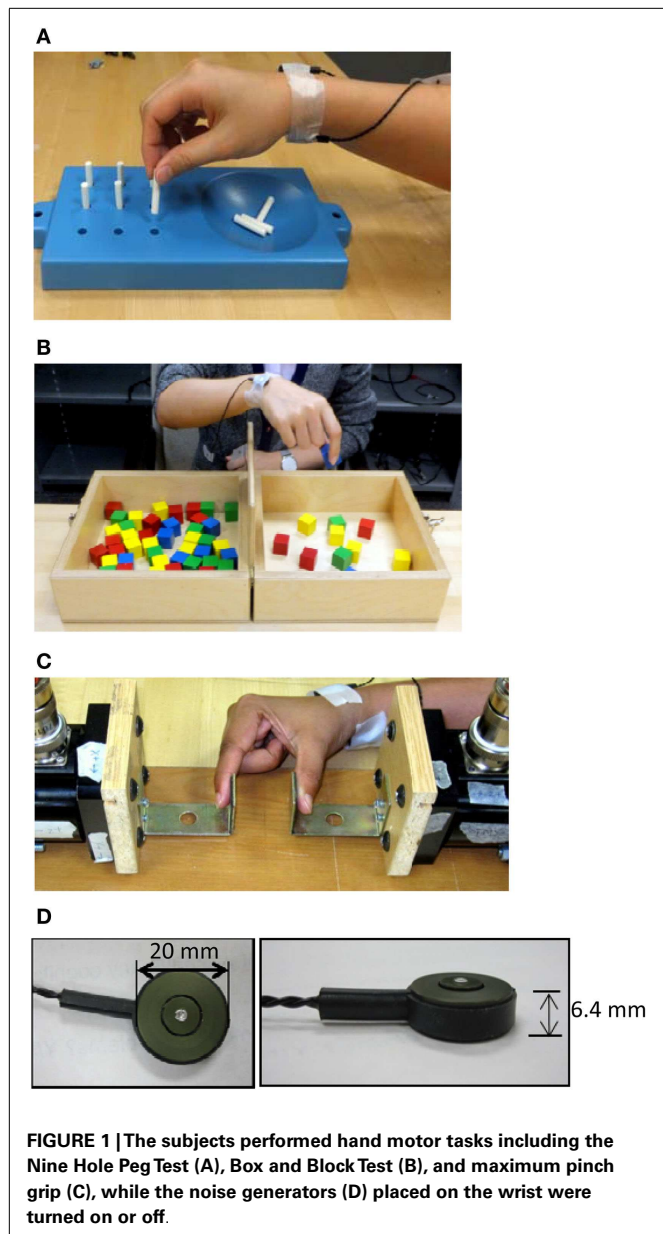 A
B
C
D
20 mm
6.4 mm
FIGURE 1 | The subjects performed hand motor tasks including the
Nine Hole Peg Test (A), Box and Block Test (B), and maximum pinch
grip (C), while the noise generators (D) placed on the wrist were
turned on or off.